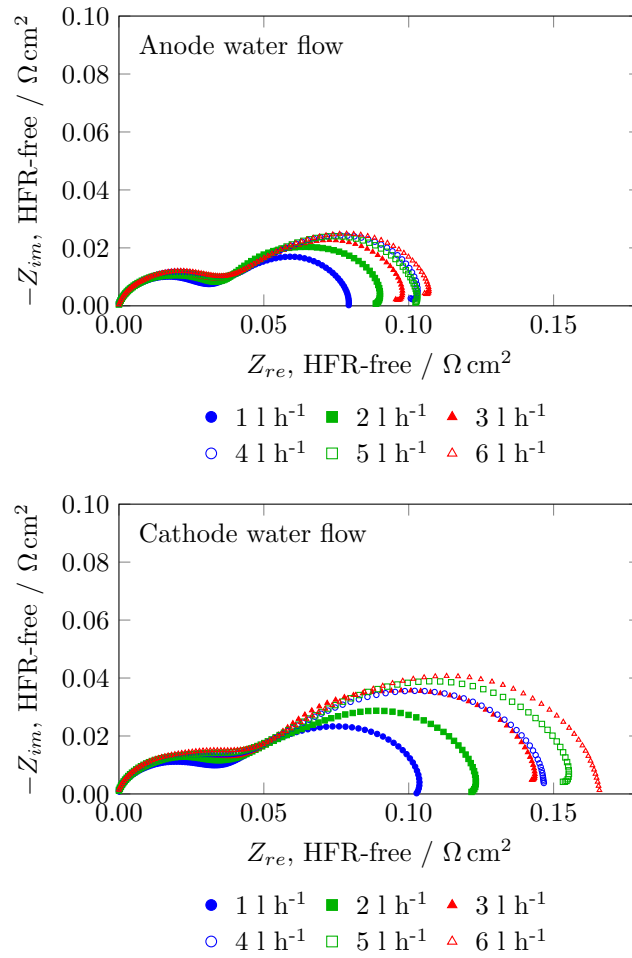 0.10
Anode water flow
0.08
0.06
0.04
0.02
0.00
0.00 0.05 0.10 0.15
−Z_im, HFR-free / Ω cm²
Z_re, HFR-free / Ω cm²
1 l h⁻¹ 2 l h⁻¹ 3 l h⁻¹
4 l h⁻¹ 5 l h⁻¹ 6 l h⁻¹
0.10
Cathode water flow
0.08
0.06
0.04
0.02
0.00
0.00 0.05 0.10 0.15
−Z_im, HFR-free / Ω cm²
Z_re, HFR-free / Ω cm²
1 l h⁻¹ 2 l h⁻¹ 3 l h⁻¹
4 l h⁻¹ 5 l h⁻¹ 6 l h⁻¹